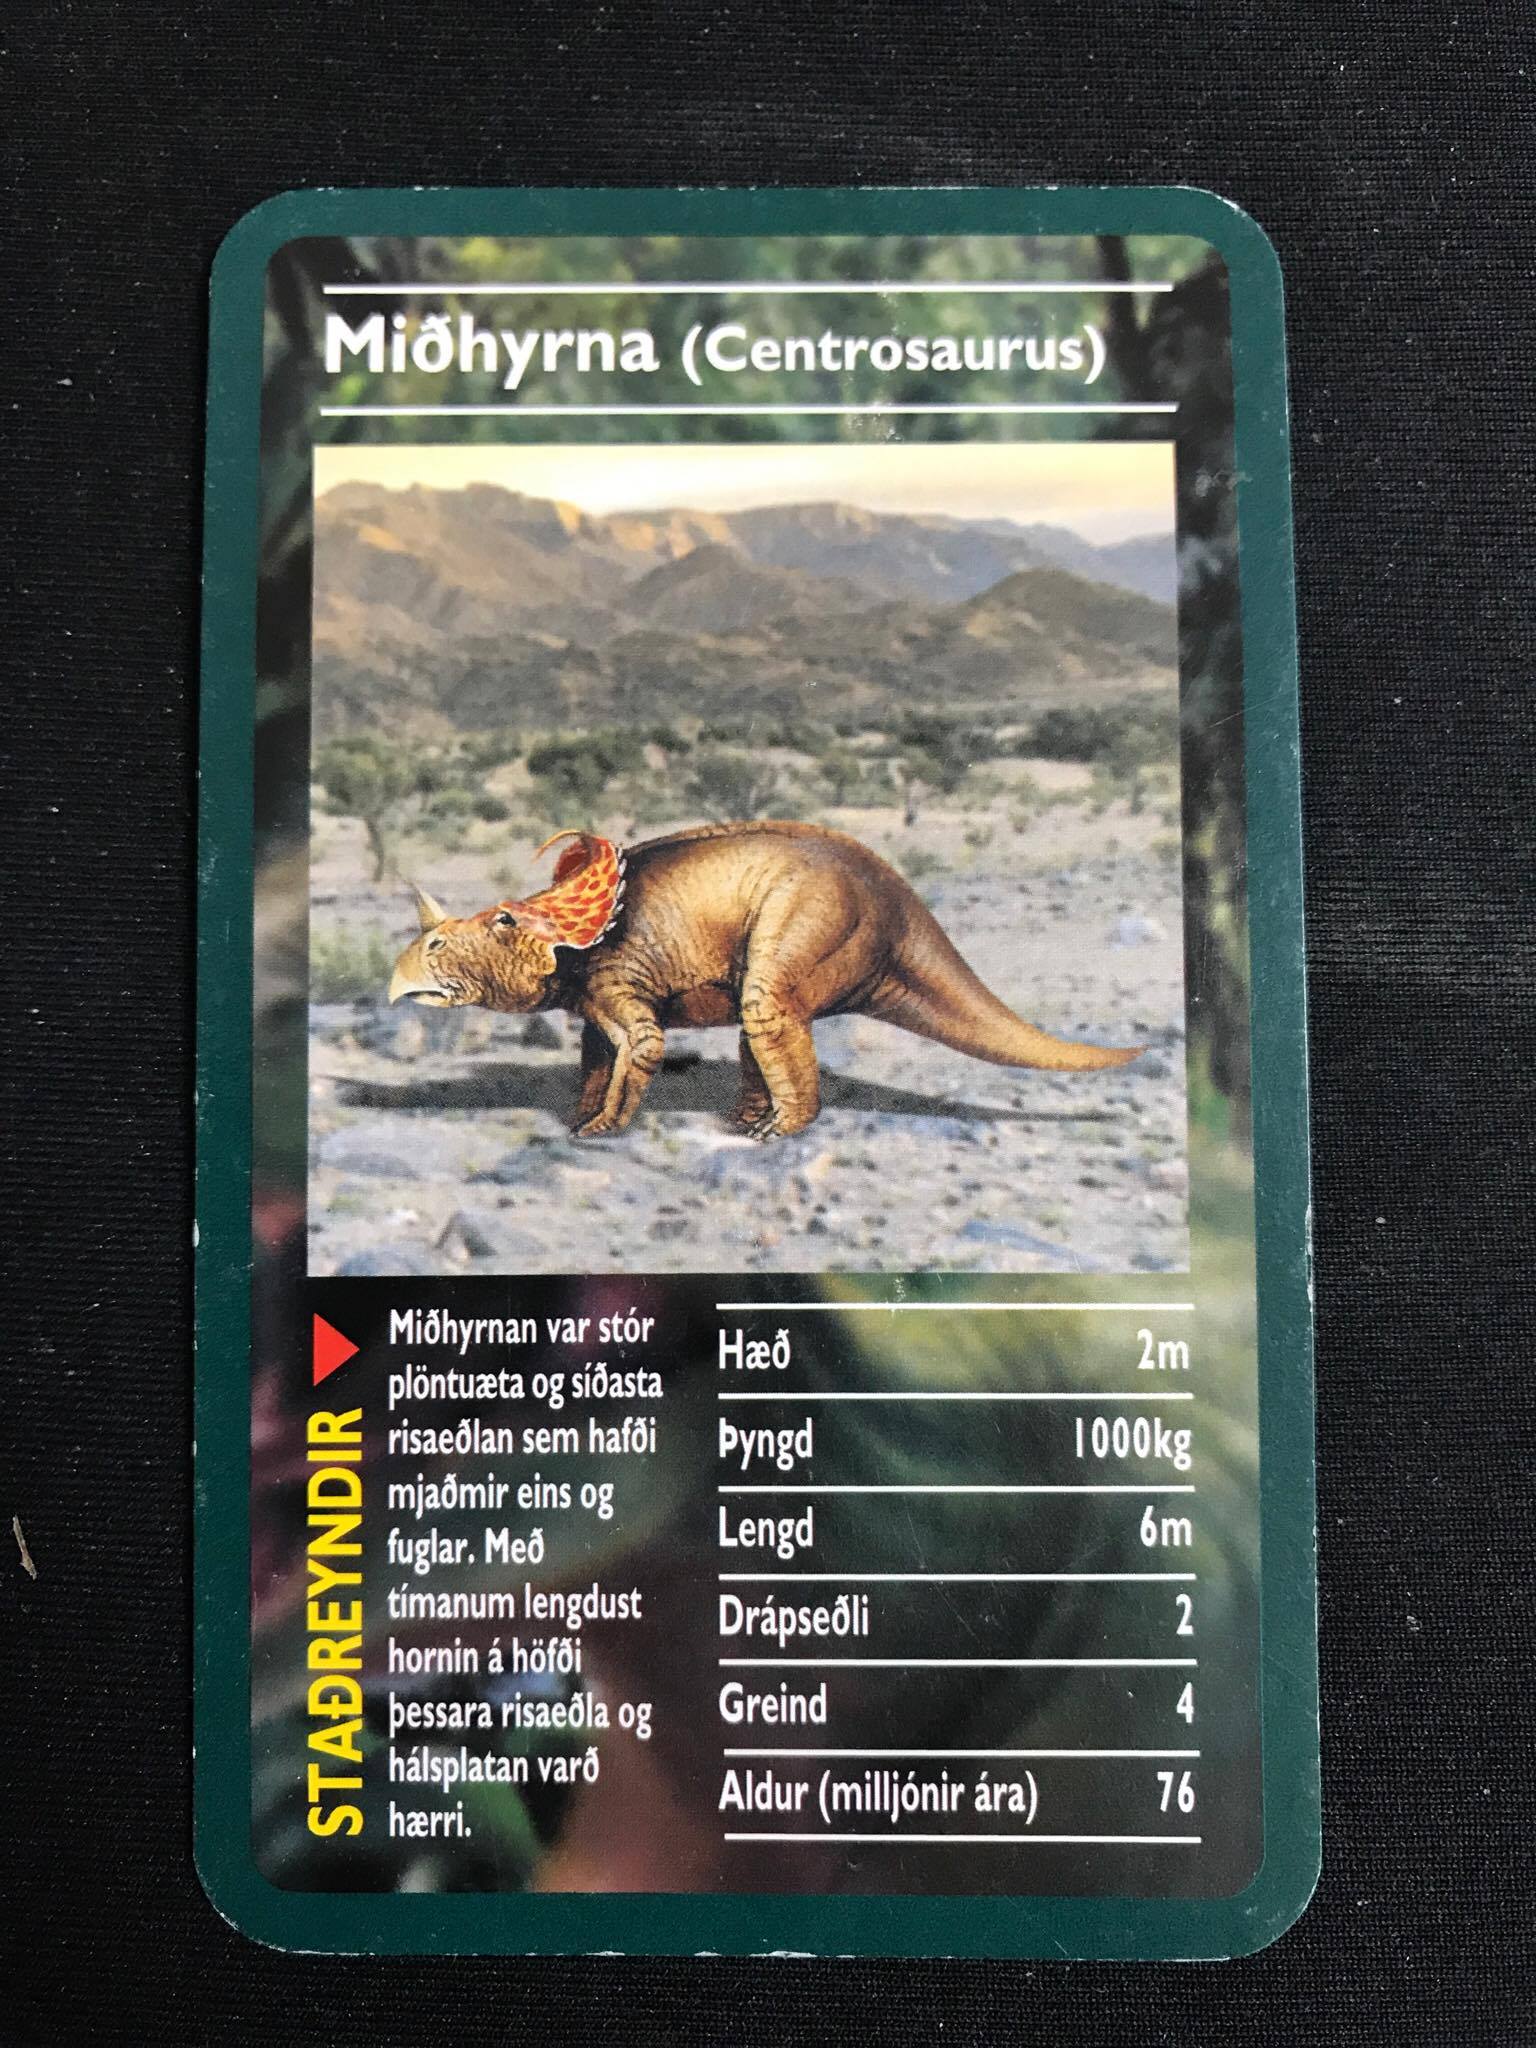 Miðhyrna (Centrosaurus)
STAÐREYNDIR
Miðhyrnan var stór
plöntuæta og síðasta
risaeðlan sem hafði
mjaðmir eins og
fuglar. Með
tímanum lengdust
hornin á höfði
þessara risaeðla og
hálsplatan varð
hærri.
Hæð 2m
Þyngd 1000kg
Lengd 6m
Drápseðli 2
Greind 4
Aldur (milljónir ára) 76